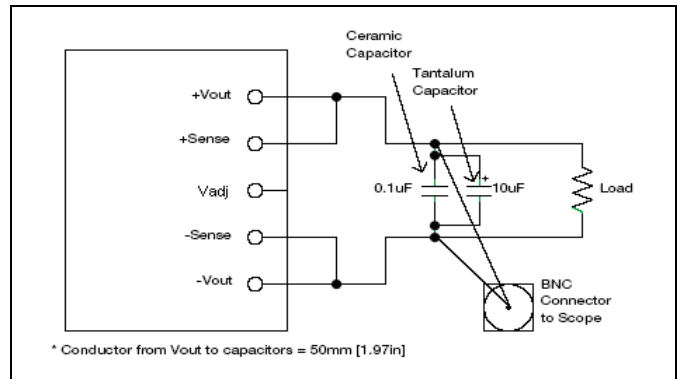 Ceramic
Capacitor
Tantalum
Capacitor
+Vout
+Sense
Vadj
-Sense
-Vout
+
0.1uF
10uF
Load
BNC
Connector
to Scope
* Conductor from Vout to capacitors = 50mm [1.97in]